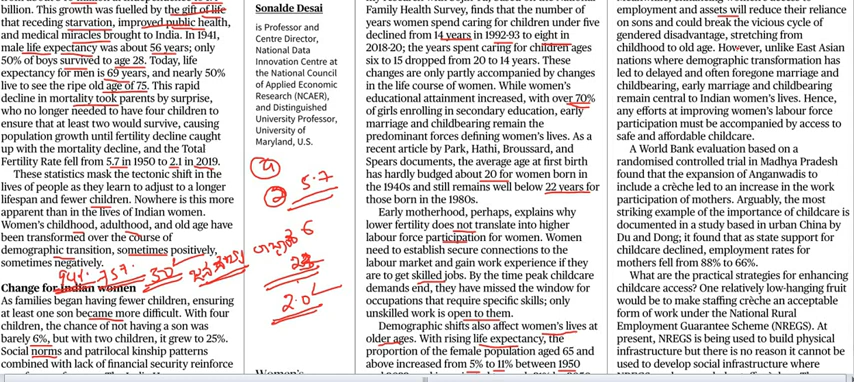 billion. This growth was fuelled by the gift of life
that receding starvation, improved public health,
and medical miracles brought to India. In 1941,
male life expectancy was about 56 years; only
50% of boys survived to age 28. Today, life
expectancy for men is 69 years, and nearly 50%
live to see the ripe old age of 75. This rapid
decline in mortality took parents by surprise,
who no longer needed to have four children to
ensure that at least two would survive, causing
population growth until fertility decline caught
up with the mortality decline, and the Total
Fertility Rate fell from 5.7 in 1950 to 2.1 in 2019.
These statistics mask the tectonic shift in the
lives of people as they learn to adjust to a longer
lifespan and fewer children. Nowhere is this more
apparent than in the lives of Indian women.
Women's childhood, adulthood, and old age have
been transformed over the course of
demographic transition, sometimes positively,
sometimes negatively.
Change for Indian women
As families began having fewer children, ensuring
at least one son became more difficult. With four
children, the chance of not having a son was
barely 6%, but with two children, it grew to 25%.
Social norms and patrilocal kinship patterns
combined with lack of financial security reinforce
Sonalde Desai
is Professor and
Centre Director,
National Data
Innovation Centre at
the National Council
of Applied Economic
Research (NCAER),
and Distinguished
University Professor,
University of
Maryland, U.S.
5.7
6
2.0
Family Health Survey, finds that the number of
years women spend caring for children under five
declined from 14 years in 1992-93 to eight in
2018-20; the years spent caring for children ages
six to 15 dropped from 20 to 14 years. These
changes are only partly accompanied by changes
in the life course of women. While women's
educational attainment increased, with over 70%
of girls enrolling in secondary education, early
marriage and childbearing remain the
predominant forces defining women's lives. As a
recent article by Park, Hathi, Broussard, and
Spears documents, the average age at first birth
has hardly budged about 20 for women born in
the 1940s and still remains well below 22 years for
those born in the 1980s.
Early motherhood, perhaps, explains why
lower fertility does not translate into higher
labour force participation for women. Women
need to establish secure connections to the
labour market and gain work experience if they
are to get skilled jobs. By the time peak childcare
demands end, they have missed the window for
occupations that require specific skills; only
unskilled work is open to them.
Demographic shifts also affect women's lives at
older ages. With rising life expectancy, the
proportion of the female population aged 65 and
above increased from 5% to 11% between 1950
employment and assets will reduce their reliance
on sons and could break the vicious cycle of
gendered disadvantage, stretching from
childhood to old age. However, unlike East Asian
nations where demographic transformation has
led to delayed and often foregone marriage and
childbearing, early marriage and childbearing
remain central to Indian women's lives. Hence,
any efforts at improving women's labour force
participation must be accompanied by access to
safe and affordable childcare.
A World Bank evaluation based on a
randomised controlled trial in Madhya Pradesh
found that the expansion of Anganwadis to
include a crèche led to an increase in the work
participation of mothers. Arguably, the most
striking example of the importance of childcare is
documented in a study based in urban China by
Du and Dong; it found that as state support for
childcare declined, employment rates for
mothers fell from 88% to 66%.
What are the practical strategies for enhancing
childcare access? One relatively low-hanging fruit
would be to make staffing crèche an acceptable
form of work under the National Rural
Employment Guarantee Scheme (NREGS). At
present, NREGS is being used to build physical
infrastructure but there is no reason it cannot be
used to develop social infrastructure where